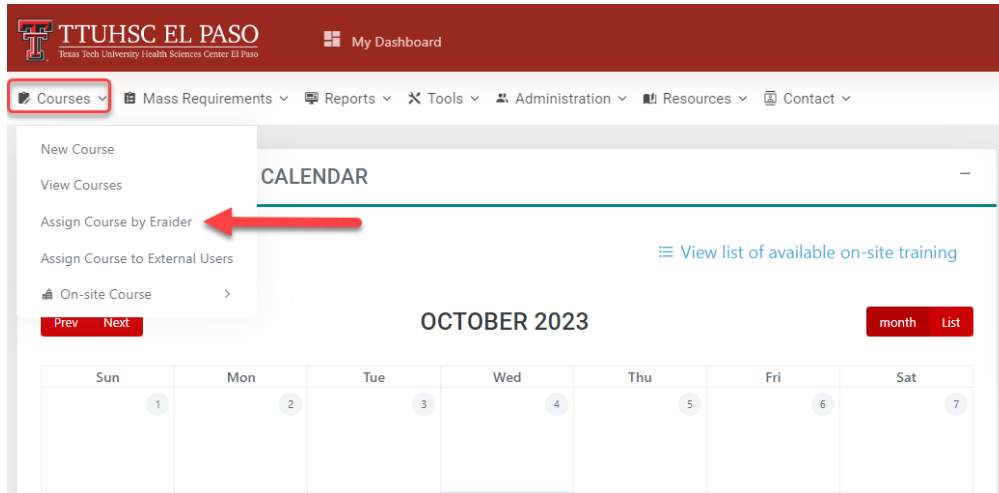 TTUHSC EL PASO
Texas Tech University Health Sciences Center El Paso
My Dashboard
Courses Mass Requirements Reports Tools Administration Resources Contact
New Course
View Courses
Assign Course by Eraider
Assign Course to External Users
On-site Course
CALENDAR
View list of available on-site training
Prev Next
OCTOBER 2023
month List
Sun Mon Tue Wed Thu Fri Sat
1 2 3 4 5 6 7